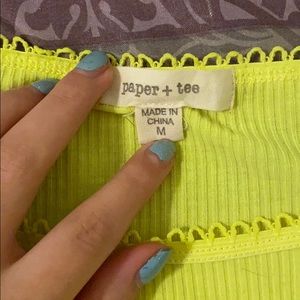 paper + tee
MADE IN
CHINA
M